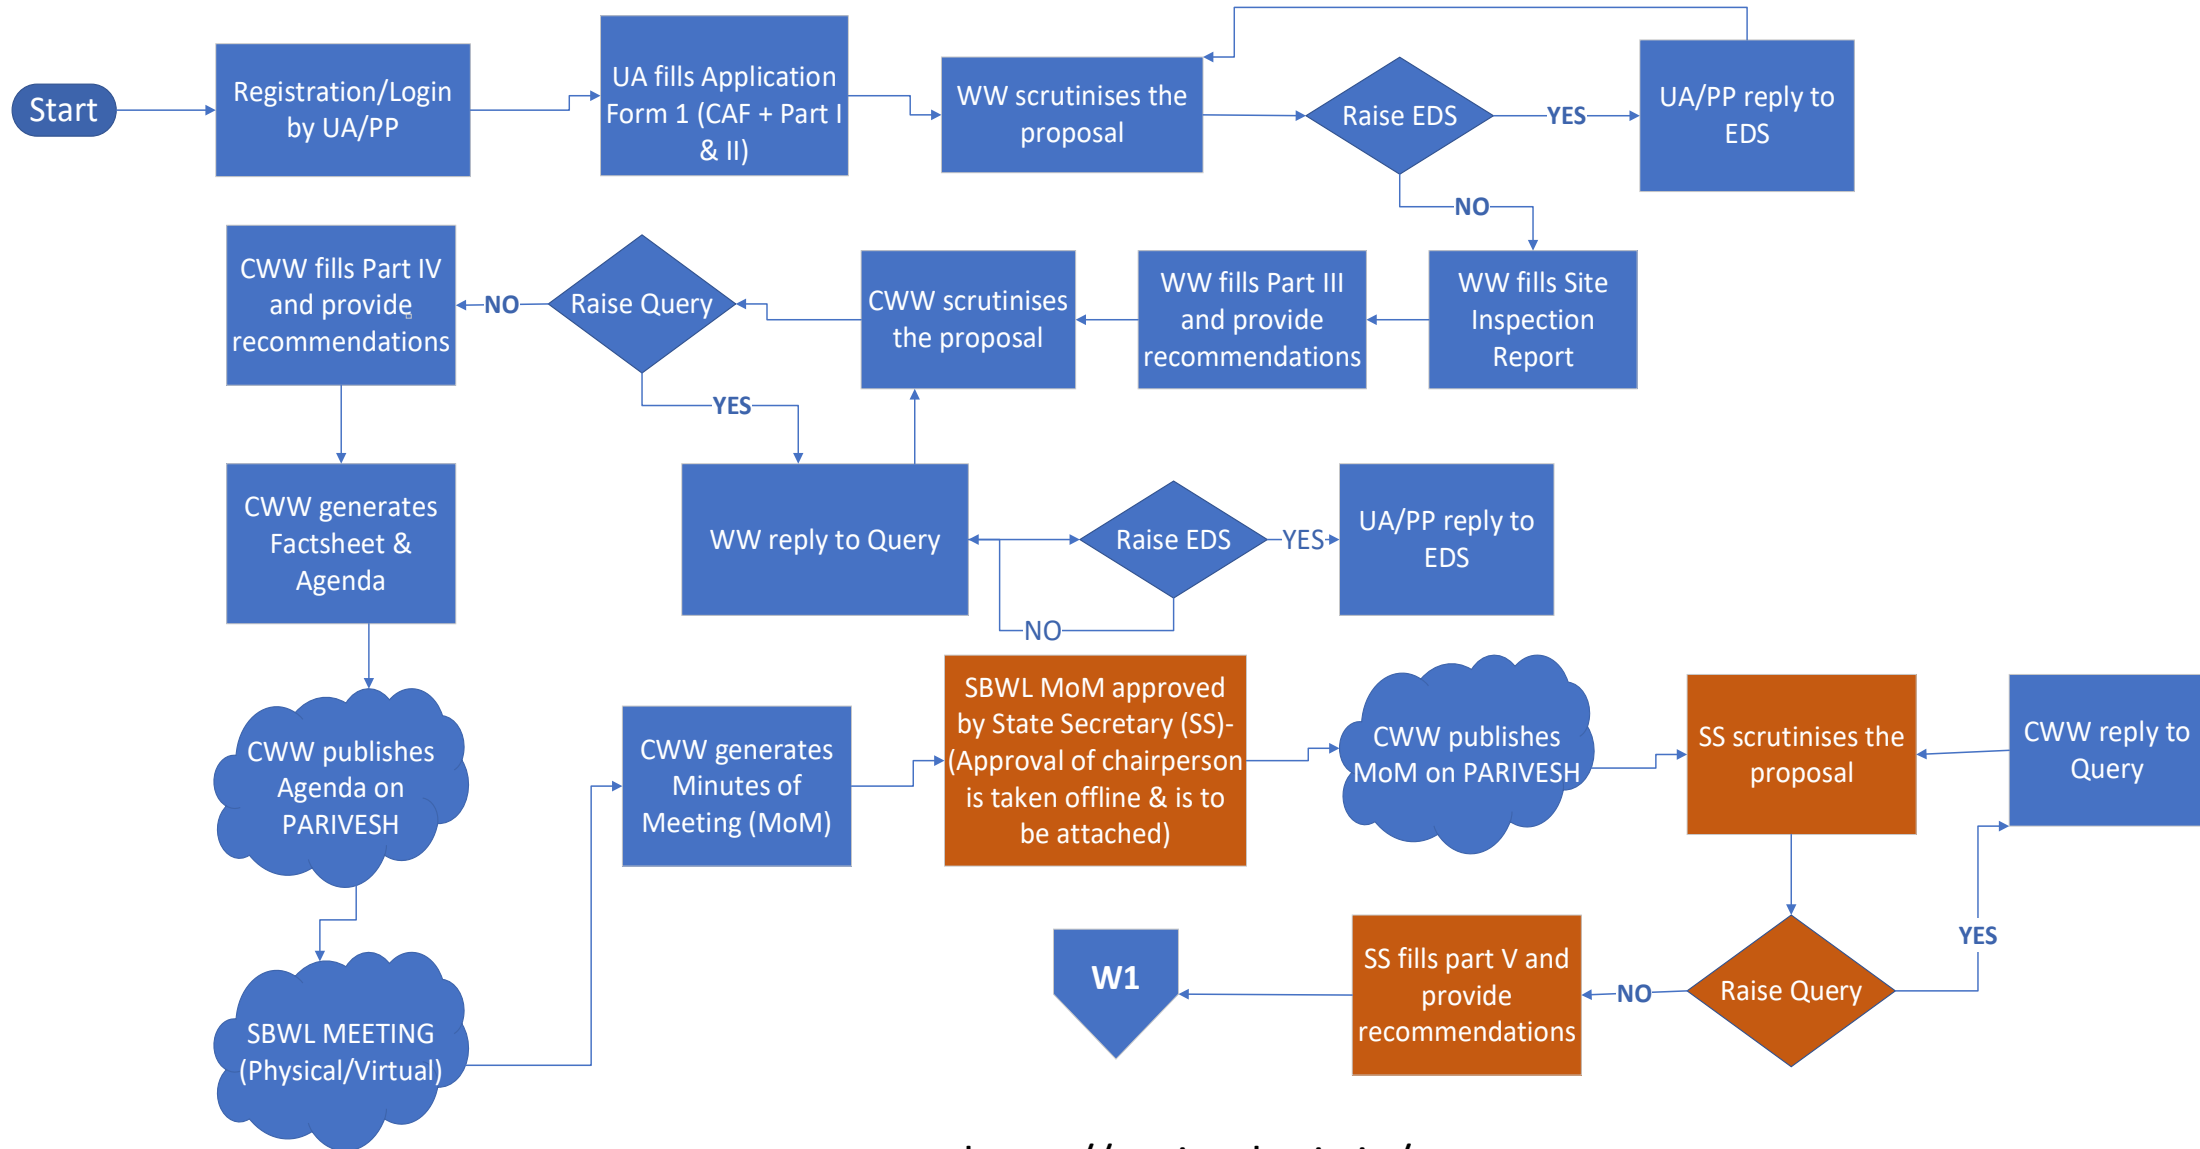 Start
Registration/Login
by UA/PP
UA fills Application
Form 1 (CAF + Part I
& II)
WW scrutinises the
proposal
Raise EDS
YES
UA/PP reply to
EDS
NO
WW fills Site
Inspection
Report
WW fills Part III
and provide
recommendations
CWW scrutinises
the proposal
Raise Query
NO
CWW fills Part IV
and provide
recommendations
YES
CWW generates
Factsheet &
Agenda
WW reply to Query
Raise EDS
YES
UA/PP reply to
EDS
NO
CWW publishes
Agenda on
PARIVESH
SBWL MEETING
(Physical/Virtual)
CWW generates
Minutes of
Meeting (MoM)
SBWL MoM approved
by State Secretary (SS)-
(Approval of chairperson
is taken offline & is to
be attached)
CWW publishes
MoM on PARIVESH
SS scrutinises the
proposal
CWW reply to
Query
YES
Raise Query
NO
SS fills part V and
provide
recommendations
W1